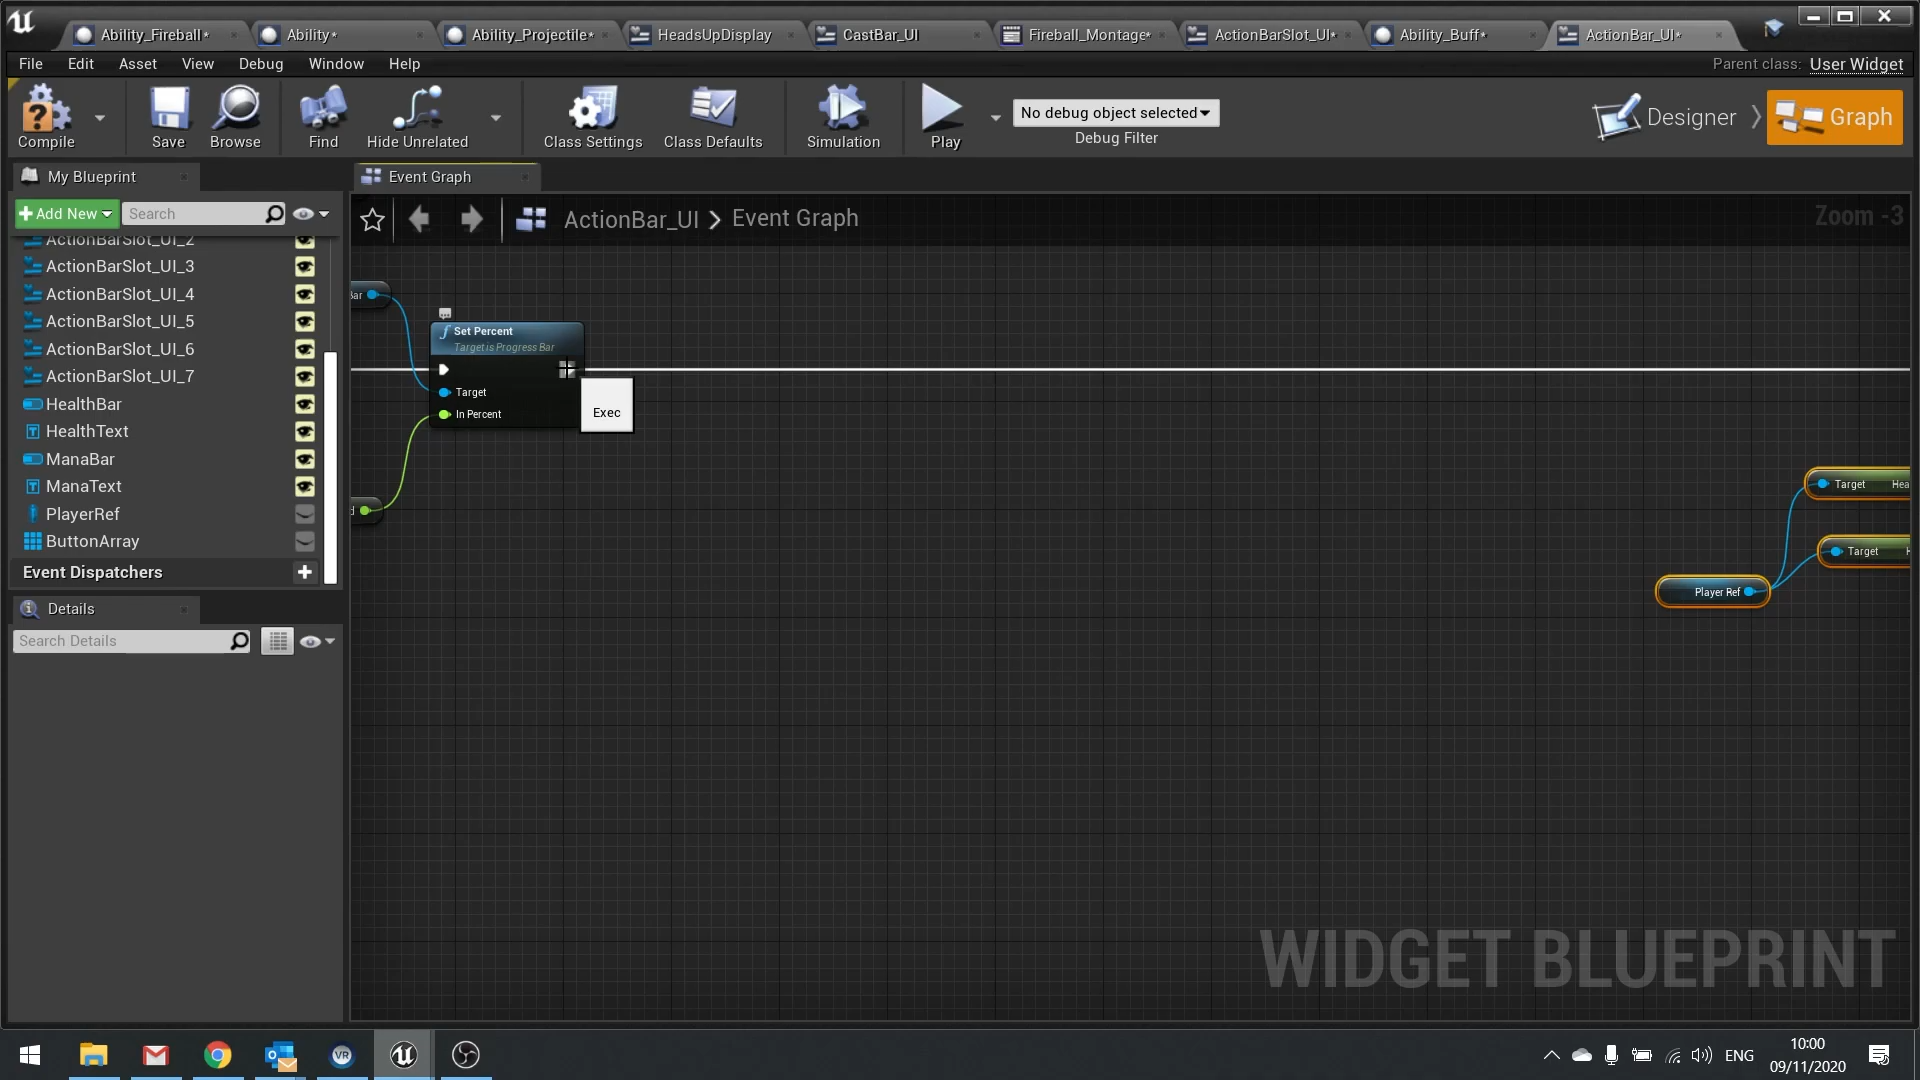 Ability_Fireball*
Ability*
Ability_Projectile*
HeadsUpDisplay
CastBar_UI
Fireball_Montage*
ActionBarSlot_UI*
Ability_Buff*
ActionBar_UI*
File
Edit
Asset
View
Debug
Window
Help
Parent class: User Widget
Compile
Save
Browse
Find
Hide Unrelated
Class Settings
Class Defaults
Simulation
Play
No debug object selected
Debug Filter
Designer
Graph
My Blueprint
Event Graph
Add New
Search
ActionBar_UI > Event Graph
Zoom -3
ActionBarSlot_UI_2
ActionBarSlot_UI_3
ActionBarSlot_UI_4
ActionBarSlot_UI_5
ActionBarSlot_UI_6
ActionBarSlot_UI_7
HealthBar
HealthText
ManaBar
ManaText
PlayerRef
ButtonArray
Event Dispatchers
Details
Search Details
Bar
Set Percent
Target is Progress Bar
Target
In Percent
Exec
d
Target Hea
Target H
Player Ref
WIDGET BLUEPRINT
VR
ENG
10:00
09/11/2020